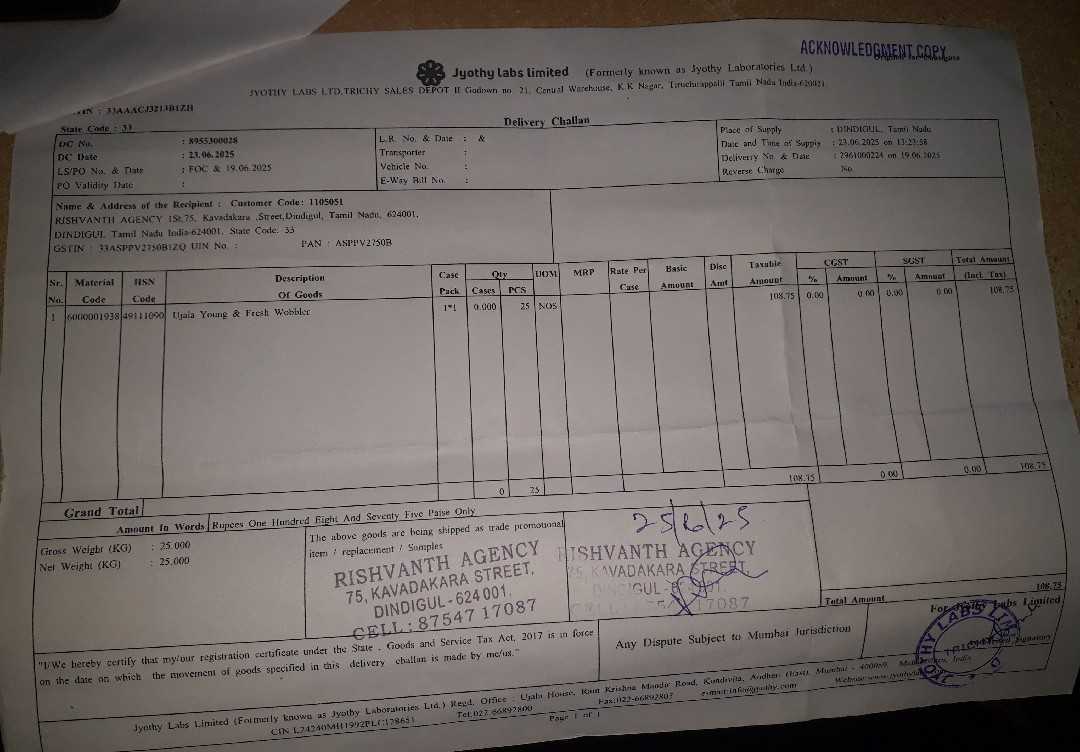 ACKNOWLEDGMENT COPY
Jyothy labs limited (Formerly known as Jyothy Laboratories Ltd.)
JYOTHY LABS LTD.TRICHY SALES DEPOT II Godown no. 21, Central Warehouse, K.K Nagar, Tiruchirappalli Tamil Nadu India-620021.
: 33AAACJ3213B1ZH
State Code : 33
Delivery Challan
DC No. : 8955300028
DC Date : 23.06.2025
LS/PO No. & Date : FOC & 19.06.2025
PO Validity Date :
L.R. No. & Date : &
Transporter :
Vehicle No. :
E-Way Bill No. :
Place of Supply : DINDIGUL, Tamil Nadu
Date and Time of Supply : 23.06.2025 on 13:23:58
Deliverry No. & Date : 2961000224 on 19.06.2025
Reverse Charge No.
Name & Address of the Recipient : Customer Code: 1105051
RISHVANTH AGENCY 1St,75, Kavadakara ,Street,Dindigul, Tamil Nadu, 624001,
DINDIGUL Tamil Nadu India-624001, State Code: 33
GSTIN : 33ASPPV2750B1ZQ UIN No. : PAN : ASPPV2750B
Sr. No. Material Code HSN Code Description Of Goods Case Pack Qty Cases PCS UOM MRP Rate Per Case Basic Amount Disc Amt Taxable Amount CGST % Amount SGST % Amount Total Amount (Incl. Tax)
1 6000001938 49111090 Ujala Young & Fresh Wobbler 1*1 0.000 25 NOS 108.75 0.00 0.00 0.00 0.00 108.75
Grand Total 0 25 108.75 0.00 0.00 108.75
Amount In Words Rupees One Hundred Eight And Seventy Five Paise Only
Gross Weight (KG) : 25.000
Net Weight (KG) : 25.000
The above goods are being shipped as trade promotional
item / replacement / Samples
RISHVANTH AGENCY
75, KAVADAKARA STREET,
DINDIGUL - 624 001.
CELL : 87547 17087
25/6/25
RISHVANTH AGENCY
75, KAVADAKARA STREET,
Total Amount 108.75
For Jyothy Labs Limited
Signatory
"I/We hereby certify that my/our registration certificate under the State . Goods and Service Tax Act, 2017 is in force
on the date on which the movement of goods specified in this delivery challan is made by me/us."
Any Dispute Subject to Mumbai Jurisdiction
Jyothy Labs Limited (Formerly known as Jyothy Laboratories Ltd.) Regd. Office : Ujala House, Ram Krishna Mandir Road, Kondivita, Andheri (East), Mumbai - India
CIN L24240MH1992PLC128651 Tel:022-66892800 Fax:022-66892807 e-mail:info@jyothy.com
Page 1 of 1